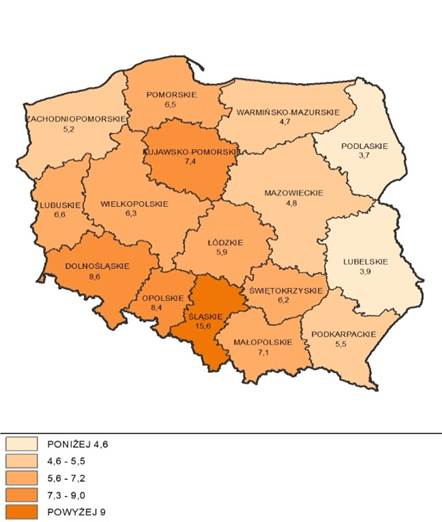 POMORSKIE
6,5
WARMIŃSKO-MAZURSKIE
4,7
ZACHODNIOPOMORSKIE
5,2
PODLASKIE
3,7
KUJAWSKO-POMORSKIE
7,4
MAZOWIECKIE
4,8
LUBUSKIE
6,6
WIELKOPOLSKIE
6,3
ŁÓDZKIE
5,9
LUBELSKIE
3,9
DOLNOŚLĄSKIE
8,6
OPOLSKIE
8,4
ŚLĄSKIE
15,6
ŚWIĘTOKRZYSKIE
6,2
MAŁOPOLSKIE
7,1
PODKARPACKIE
5,5
PONIŻEJ 4,6
4,6 - 5,5
5,6 - 7,2
7,3 - 9,0
POWYŻEJ 9